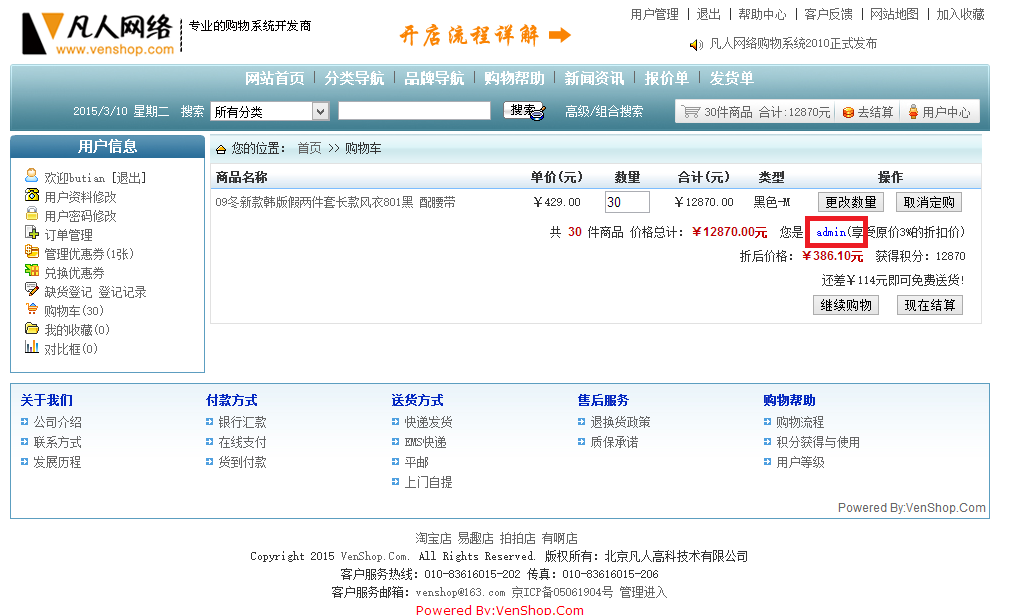 凡人网络
www.venshop.com
专业的购物系统开发商
开店流程详解
用户管理 | 退出 | 帮助中心 | 客户反馈 | 网站地图 | 加入收藏
凡人网络购物系统2010正式发布
网站首页 | 分类导航 | 品牌导航 | 购物帮助 | 新闻资讯 | 报价单 | 发货单
2015/3/10 星期二 搜索 所有分类 搜索 高级/组合搜索 30件商品 合计:12870元 去结算 用户中心
用户信息
欢迎butian [退出]
用户资料修改
用户密码修改
订单管理
管理优惠券(1张)
兑换优惠券
缺货登记 登记记录
购物车(30)
我的收藏(0)
对比框(0)
您的位置: 首页 >> 购物车
商品名称 单价(元) 数量 合计(元) 类型 操作
09冬新款韩版假两件套长款风衣801黑 配腰带 ￥429.00 30 ￥12870.00 黑色-M 更改数量 取消定购
共 30 件商品 价格总计: ￥12870.00元 您是 admin(享受原价3%的折扣价)
折后价格: ￥386.10元 获得积分: 12870
还差￥114元即可免费送货!
继续购物 现在结算
关于我们
公司介绍
联系方式
发展历程
付款方式
银行汇款
在线支付
货到付款
送货方式
快递发货
EMS快递
平邮
上门自提
售后服务
退换货政策
质保承诺
购物帮助
购物流程
积分获得与使用
用户等级
Powered By:VenShop.Com
淘宝店 易趣店 拍拍店 有啊店
Copyright 2015 VenShop.Com. All Rights Reserved. 版权所有: 北京凡人高科技术有限公司
客户服务热线: 010-83616015-202 传真: 010-83616015-206
客户服务邮箱: venshop@163.com 京ICP备05061904号 管理进入
Powered By:VenShop.Com